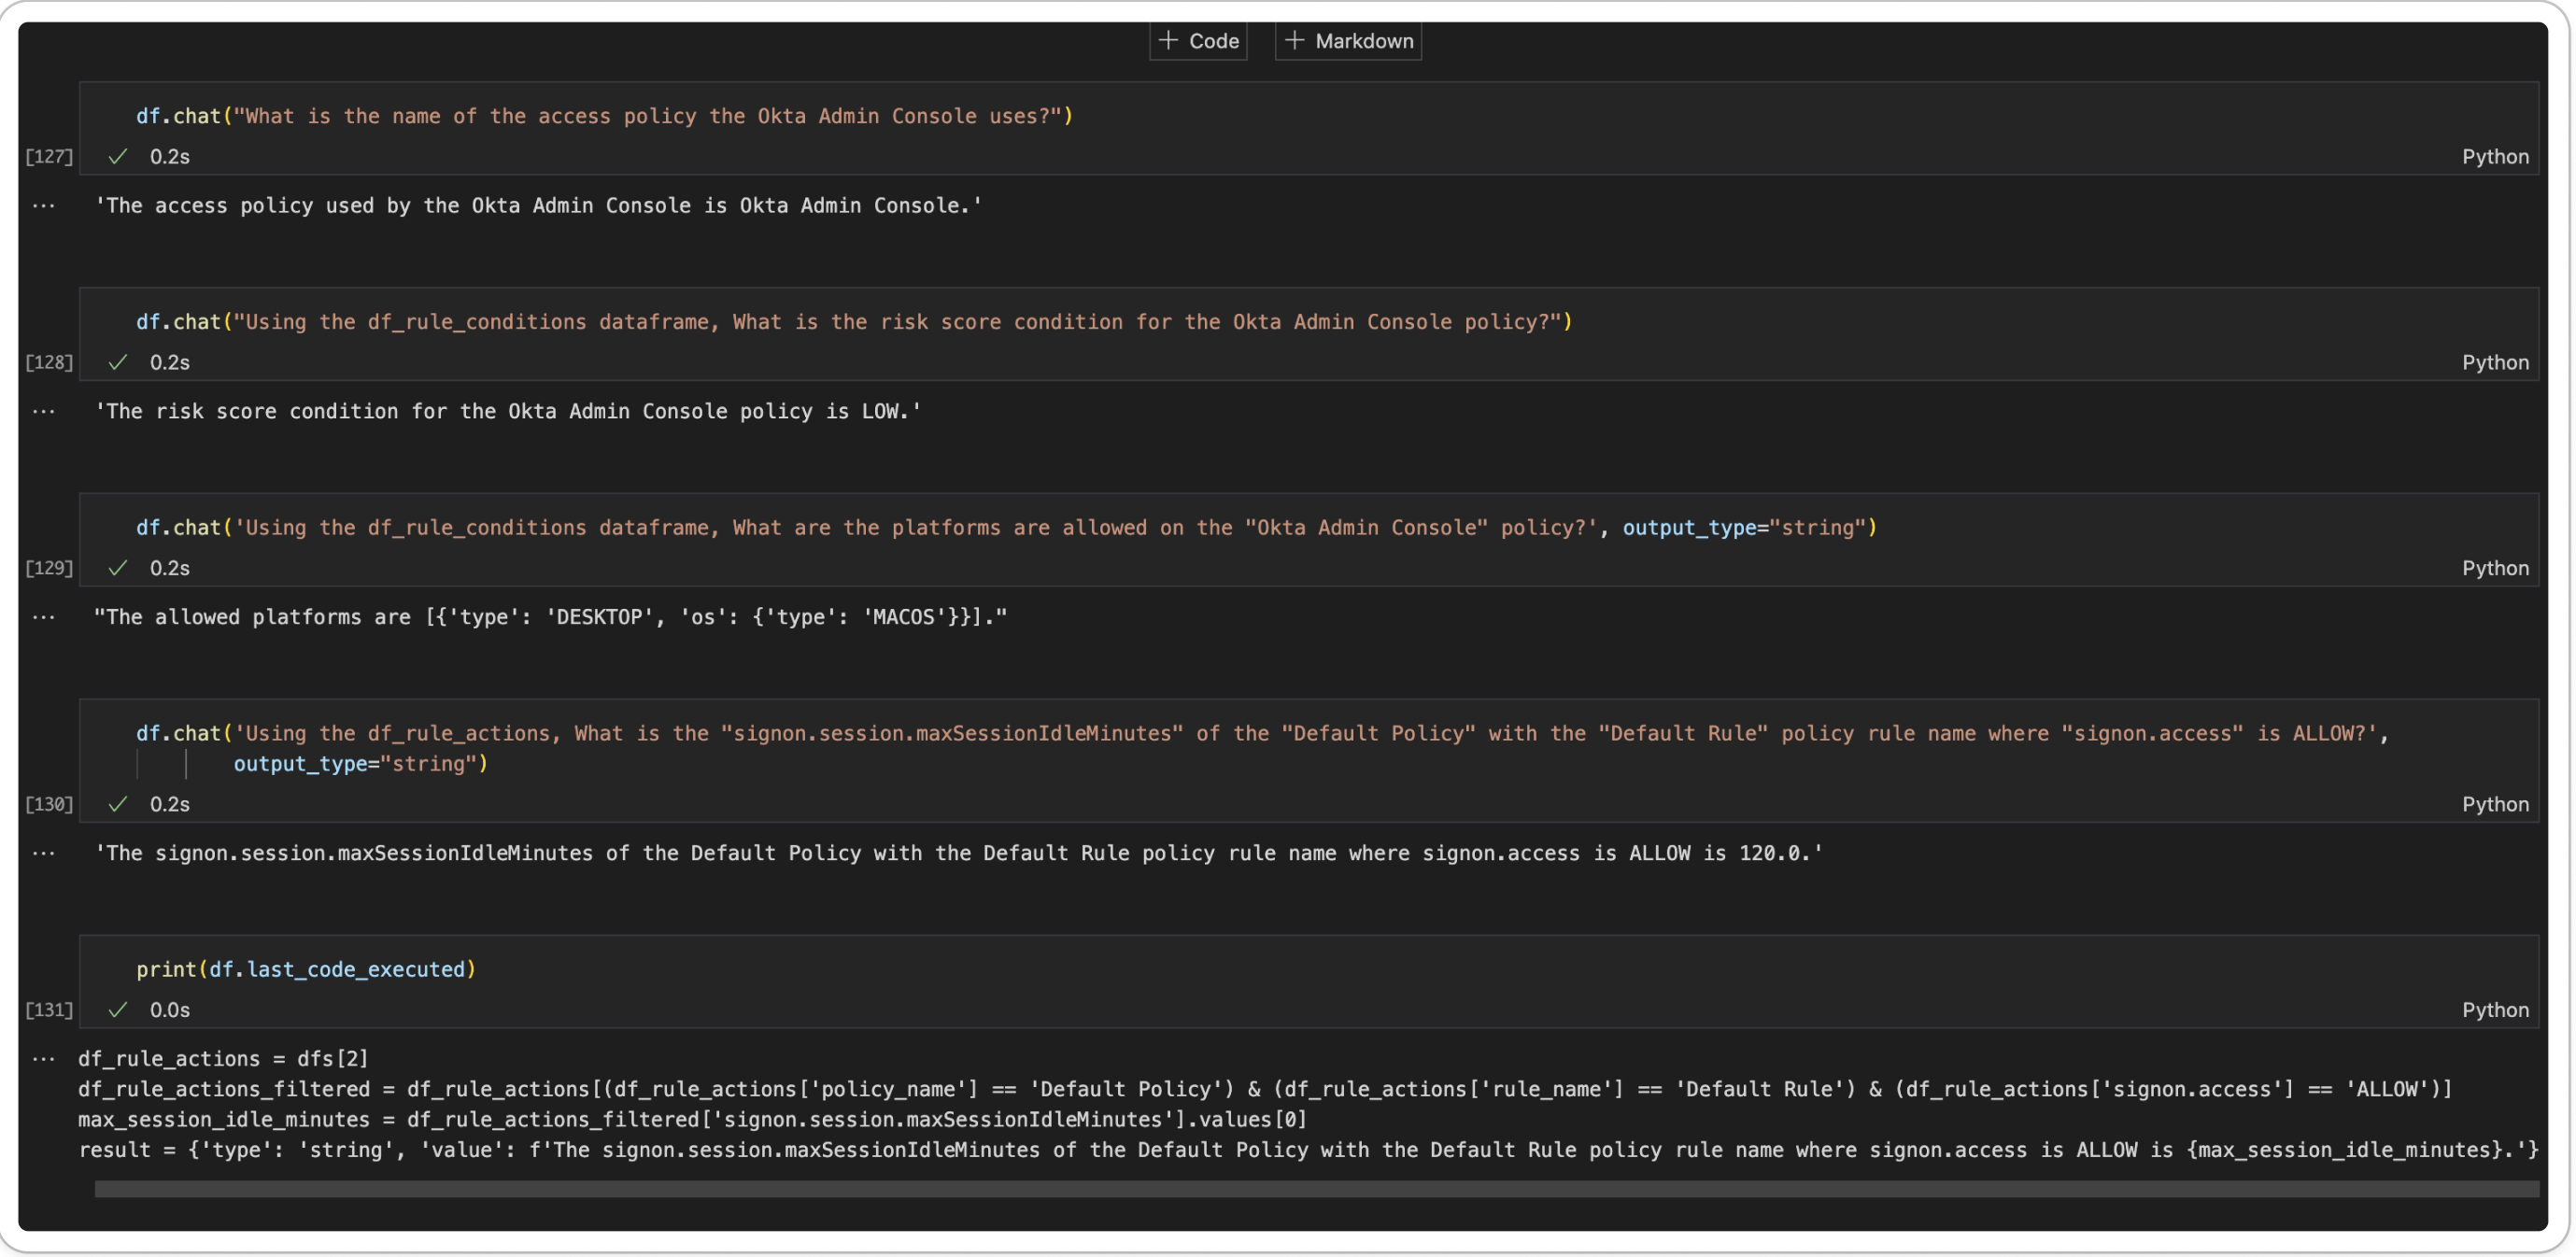 + Code + Markdown
df.chat("What is the name of the access policy the Okta Admin Console uses?")
[127] ✓ 0.2s Python
... 'The access policy used by the Okta Admin Console is Okta Admin Console.'
df.chat("Using the df_rule_conditions dataframe, What is the risk score condition for the Okta Admin Console policy?")
[128] ✓ 0.2s Python
... 'The risk score condition for the Okta Admin Console policy is LOW.'
df.chat('Using the df_rule_conditions dataframe, What are the platforms are allowed on the "Okta Admin Console" policy?', output_type="string")
[129] ✓ 0.2s Python
... "The allowed platforms are [{'type': 'DESKTOP', 'os': {'type': 'MACOS'}}]."
df.chat('Using the df_rule_actions, What is the "signon.session.maxSessionIdleMinutes" of the "Default Policy" with the "Default Rule" policy rule name where "signon.access" is ALLOW?',
output_type="string")
[130] ✓ 0.2s Python
... 'The signon.session.maxSessionIdleMinutes of the Default Policy with the Default Rule policy rule name where signon.access is ALLOW is 120.0.'
print(df.last_code_executed)
[131] ✓ 0.0s Python
... df_rule_actions = dfs[2]
df_rule_actions_filtered = df_rule_actions[(df_rule_actions['policy_name'] == 'Default Policy') & (df_rule_actions['rule_name'] == 'Default Rule') & (df_rule_actions['signon.access'] == 'ALLOW')]
max_session_idle_minutes = df_rule_actions_filtered['signon.session.maxSessionIdleMinutes'].values[0]
result = {'type': 'string', 'value': f'The signon.session.maxSessionIdleMinutes of the Default Policy with the Default Rule policy rule name where signon.access is ALLOW is {max_session_idle_minutes}.'}